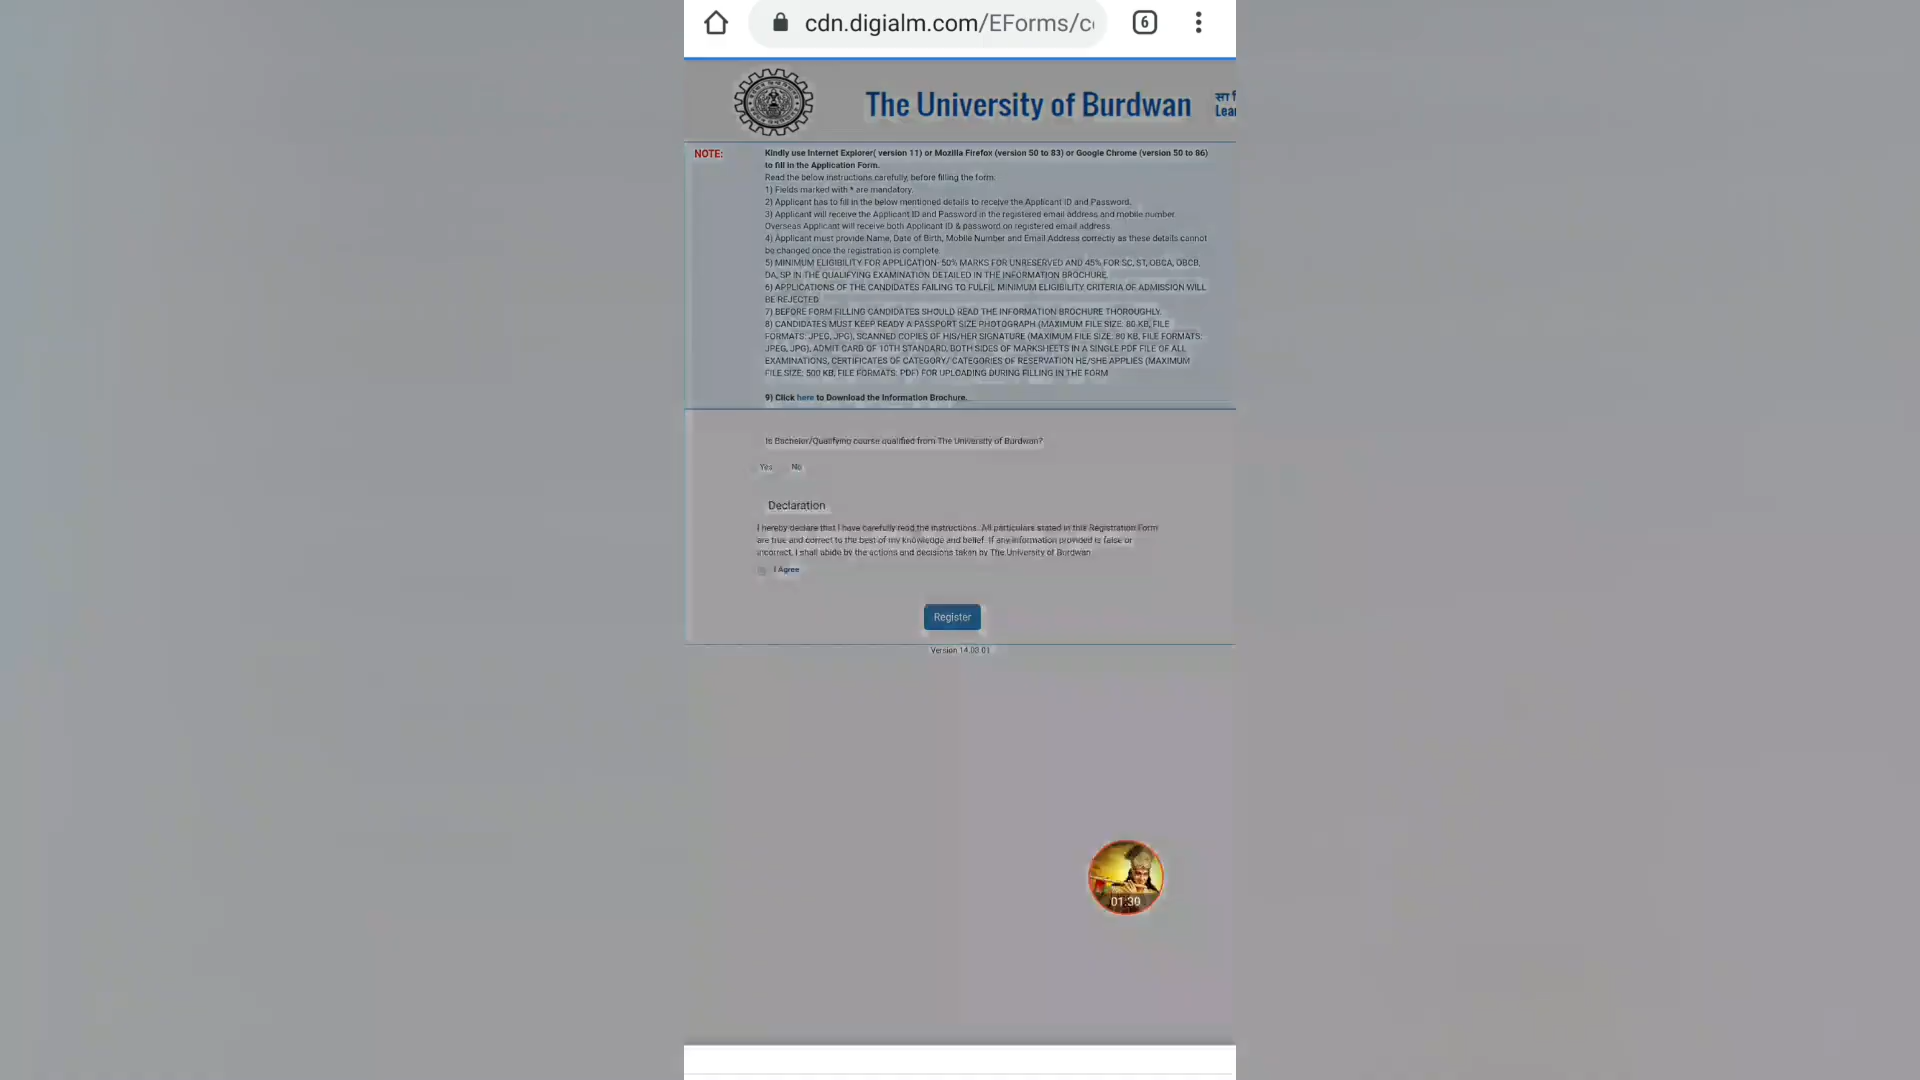 cdn.digialm.com/EForms/c
6
The University of Burdwan
सा
Lear
NOTE:
Kindly use Internet Explorer( version 11) or Mozilla Firefox (version 50 to 83) or Google Chrome (version 50 to 86)
to fill in the Application Form.
Read the below instructions carefully, before filling the form.
1) Fields marked with * are mandatory.
2) Applicant has to fill in the below mentioned details to receive the Applicant ID and Password.
3) Applicant will receive the Applicant ID and Password in the registered email address and mobile number.
Overseas Applicant will receive both Applicant ID & password on registered email address.
4) Applicant must provide Name, Date of Birth, Mobile Number and Email Address correctly as these details cannot
be changed once the registration is complete.
5) MINIMUM ELIGIBILITY FOR APPLICATION- 50% MARKS FOR UNRESERVED AND 45% FOR SC, ST, OBCA, OBCB,
DA, SP IN THE QUALIFYING EXAMINATION DETAILED IN THE INFORMATION BROCHURE.
6) APPLICATIONS OF THE CANDIDATES FAILING TO FULFIL MINIMUM ELIGIBILITY CRITERIA OF ADMISSION WILL
BE REJECTED
7) BEFORE FORM FILLING CANDIDATES SHOULD READ THE INFORMATION BROCHURE THOROUGHLY.
8) CANDIDATES MUST KEEP READY A PASSPORT SIZE PHOTOGRAPH (MAXIMUM FILE SIZE: 80 KB, FILE
FORMATS: JPEG, JPG), SCANNED COPIES OF HIS/HER SIGNATURE (MAXIMUM FILE SIZE: 80 KB, FILE FORMATS:
JPEG, JPG), ADMIT CARD OF 10TH STANDARD, BOTH SIDES OF MARKSHEETS IN A SINGLE PDF FILE OF ALL
EXAMINATIONS, CERTIFICATES OF CATEGORY/ CATEGORIES OF RESERVATION HE/SHE APPLIES (MAXIMUM
FILE SIZE: 500 KB, FILE FORMATS: PDF) FOR UPLOADING DURING FILLING IN THE FORM
9) Click here to Download the Information Brochure.
Is Bachelor/Qualifying course qualified from The University of Burdwan?
Yes No
Declaration
I hereby declare that I have carefully read the instructions. All particulars stated in this Registration Form
are true and correct to the best of my knowledge and belief. If any information provided is false or
incorrect, I shall abide by the actions and decisions taken by The University of Burdwan
I Agree
Register
Version 14.03.01
01:30